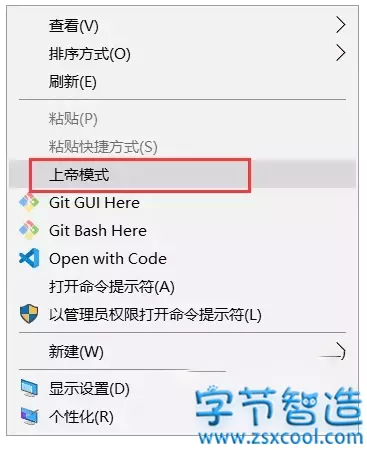 查看(V)
排序方式(O)
刷新(E)
粘贴(P)
粘贴快捷方式(S)
上帝模式
Git GUI Here
Git Bash Here
Open with Code
打开命令提示符(A)
以管理员权限打开命令提示符(L)
新建(W)
显示设置(D)
个性化(R)
字节智造
www.zsxcool.com